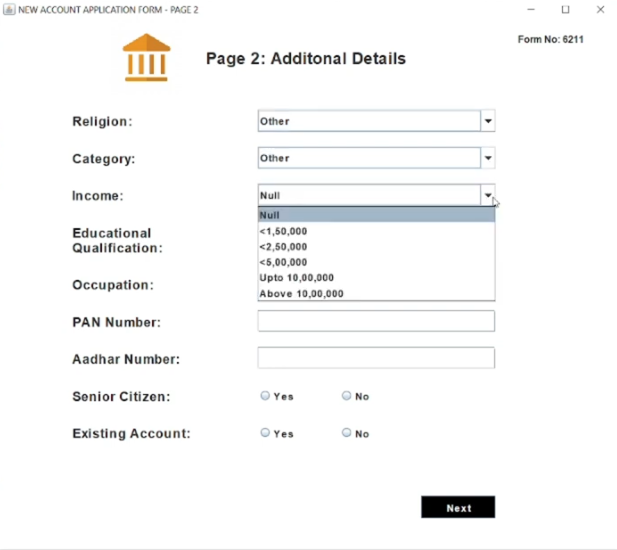 NEW ACCOUNT APPLICATION FORM - PAGE 2
Form No: 6211
Page 2: Additonal Details
Religion:
Other
Category:
Other
Income:
Null
Null
<1,50,000
<2,50,000
<5,00,000
Upto 10,00,000
Above 10,00,000
Educational
Qualification:
Occupation:
PAN Number:
Aadhar Number:
Senior Citizen:
Yes No
Existing Account:
Yes No
Next